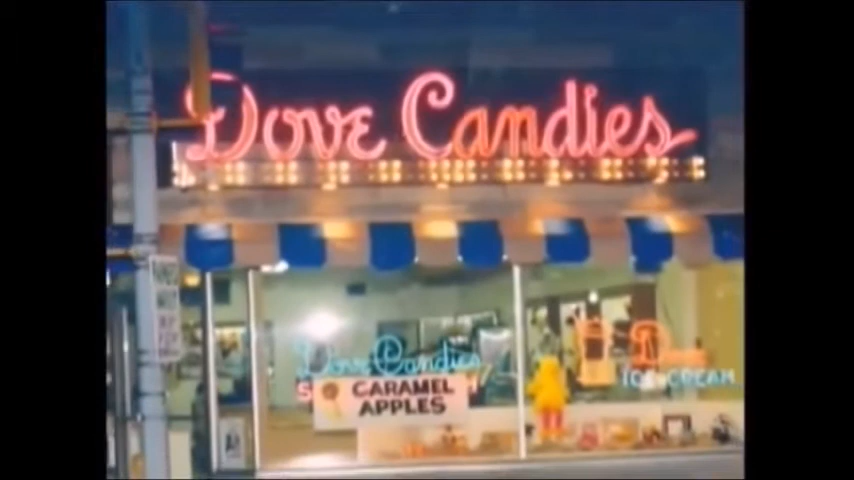 Dove Candies
Dove Candies
CARAMEL
APPLES
ICE CREAM